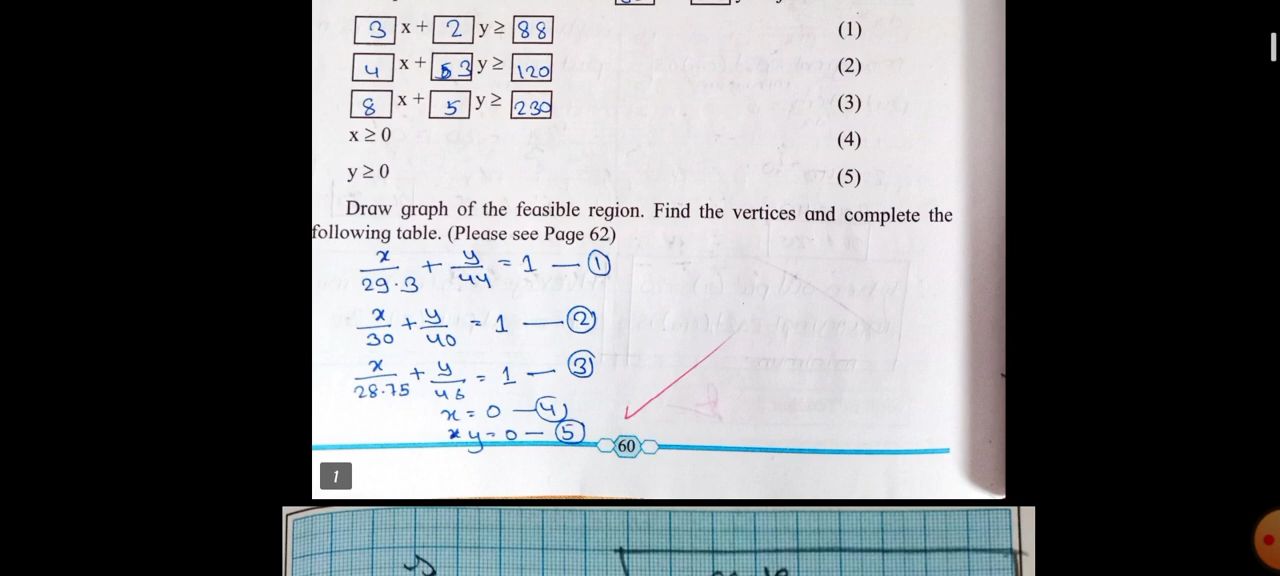 3 x + 2 y ≥ 88 (1)
4 x + 3 y ≥ 120 (2)
8 x + 5 y ≥ 230 (3)
x ≥ 0 (4)
y ≥ 0 (5)
Draw graph of the feasible region. Find the vertices and complete the
following table. (Please see Page 62)
x/29.3 + y/44 = 1 — ①
x/30 + y/40 = 1 — ②
x/28.75 + y/46 = 1 — ③
x = 0 — ④
y = 0 — ⑤
60
1